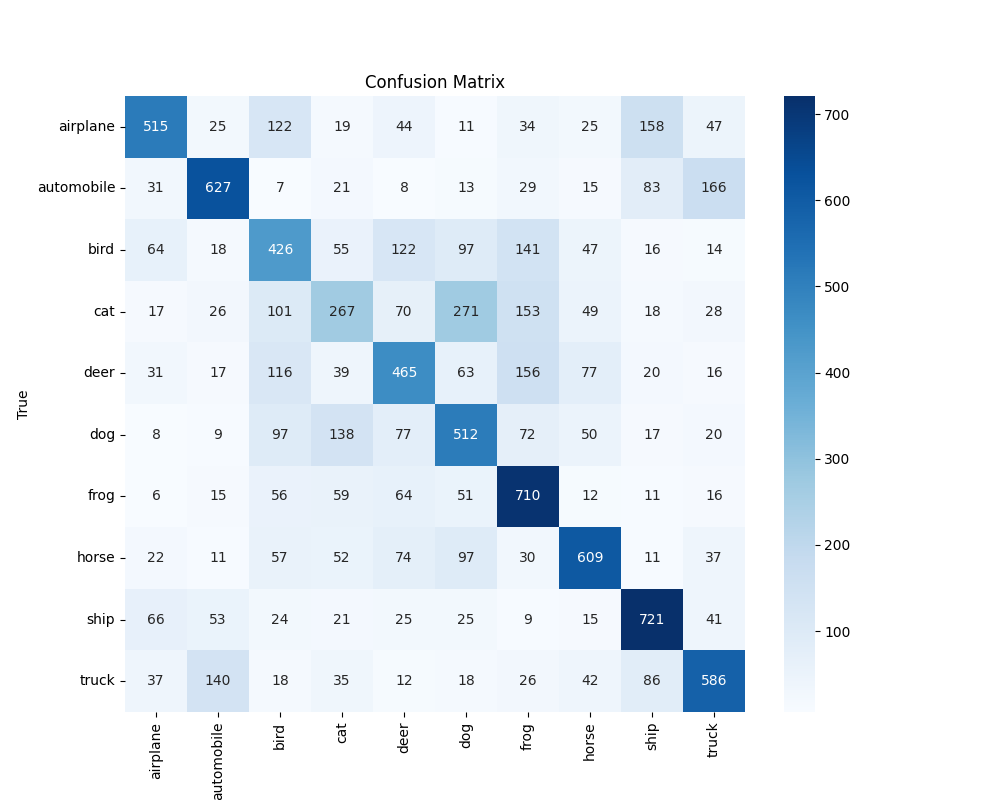 Confusion Matrix
True
airplane 515 25 122 19 44 11 34 25 158 47
automobile 31 627 7 21 8 13 29 15 83 166
bird 64 18 426 55 122 97 141 47 16 14
cat 17 26 101 267 70 271 153 49 18 28
deer 31 17 116 39 465 63 156 77 20 16
dog 8 9 97 138 77 512 72 50 17 20
frog 6 15 56 59 64 51 710 12 11 16
horse 22 11 57 52 74 97 30 609 11 37
ship 66 53 24 21 25 25 9 15 721 41
truck 37 140 18 35 12 18 26 42 86 586
airplane automobile bird cat deer dog frog horse ship truck
700
600
500
400
300
200
100